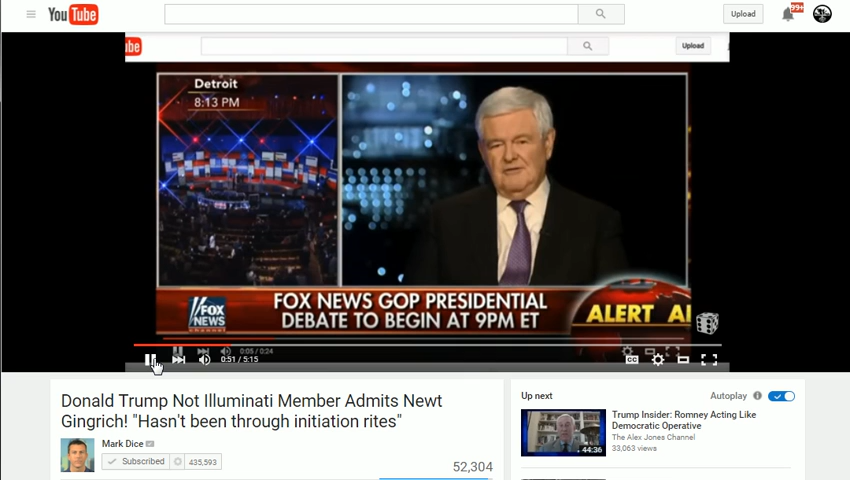 YouTube
Upload
99+
ube
Upload
Detroit
8:13 PM
FOX NEWS GOP PRESIDENTIAL
DEBATE TO BEGIN AT 9PM ET
FOX
NEWS
channel
ALERT
0:05 / 0:24
0:51 / 5:15
CC
Donald Trump Not Illuminati Member Admits Newt
Gingrich! "Hasn't been through initiation rites"
Mark Dice
Subscribed
435,593
52,304
Up next
Autoplay
44:36
Trump Insider: Romney Acting Like
Democratic Operative
The Alex Jones Channel
33,063 views